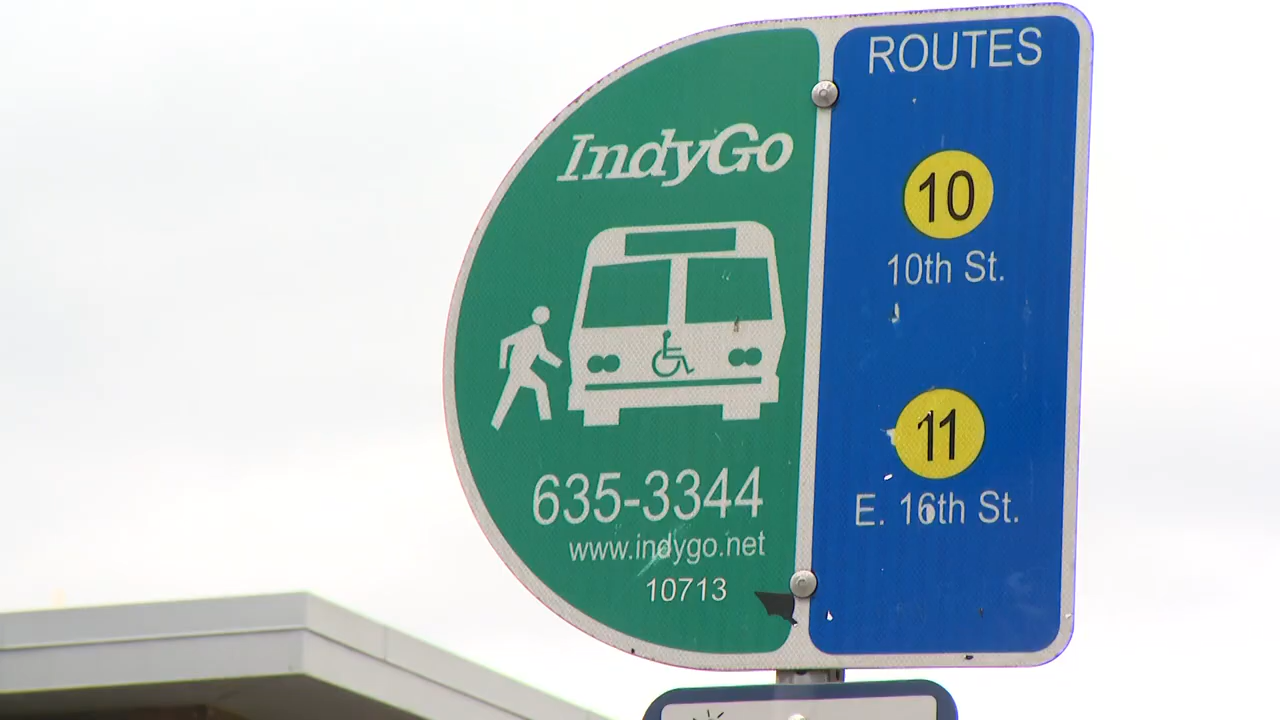 IndyGo
635-3344
www.indygo.net
10713
ROUTES
10
10th St.
11
E. 16th St.